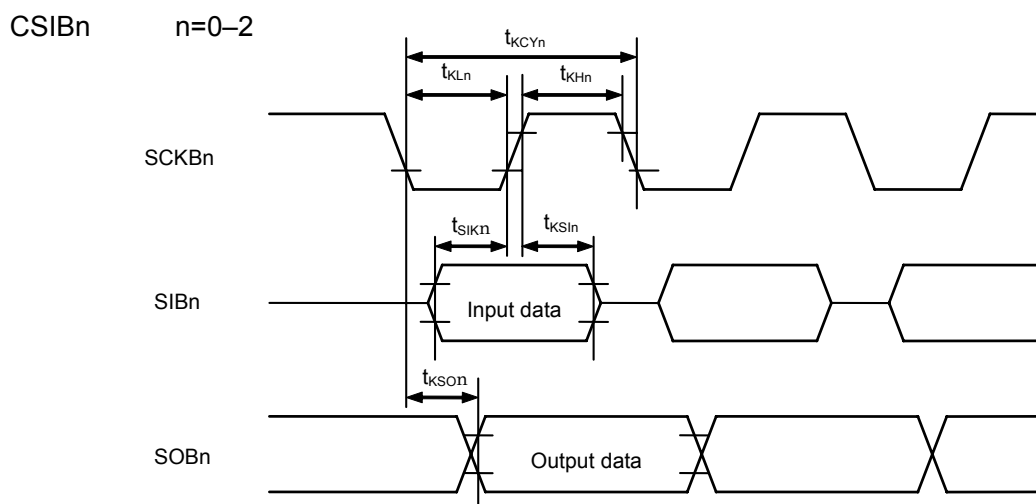 CSIBn n=0–2
tKCYn
tKLn tKHn
SCKBn
tSIKn tKSIn
SIBn
Input data
tKSOn
SOBn
Output data